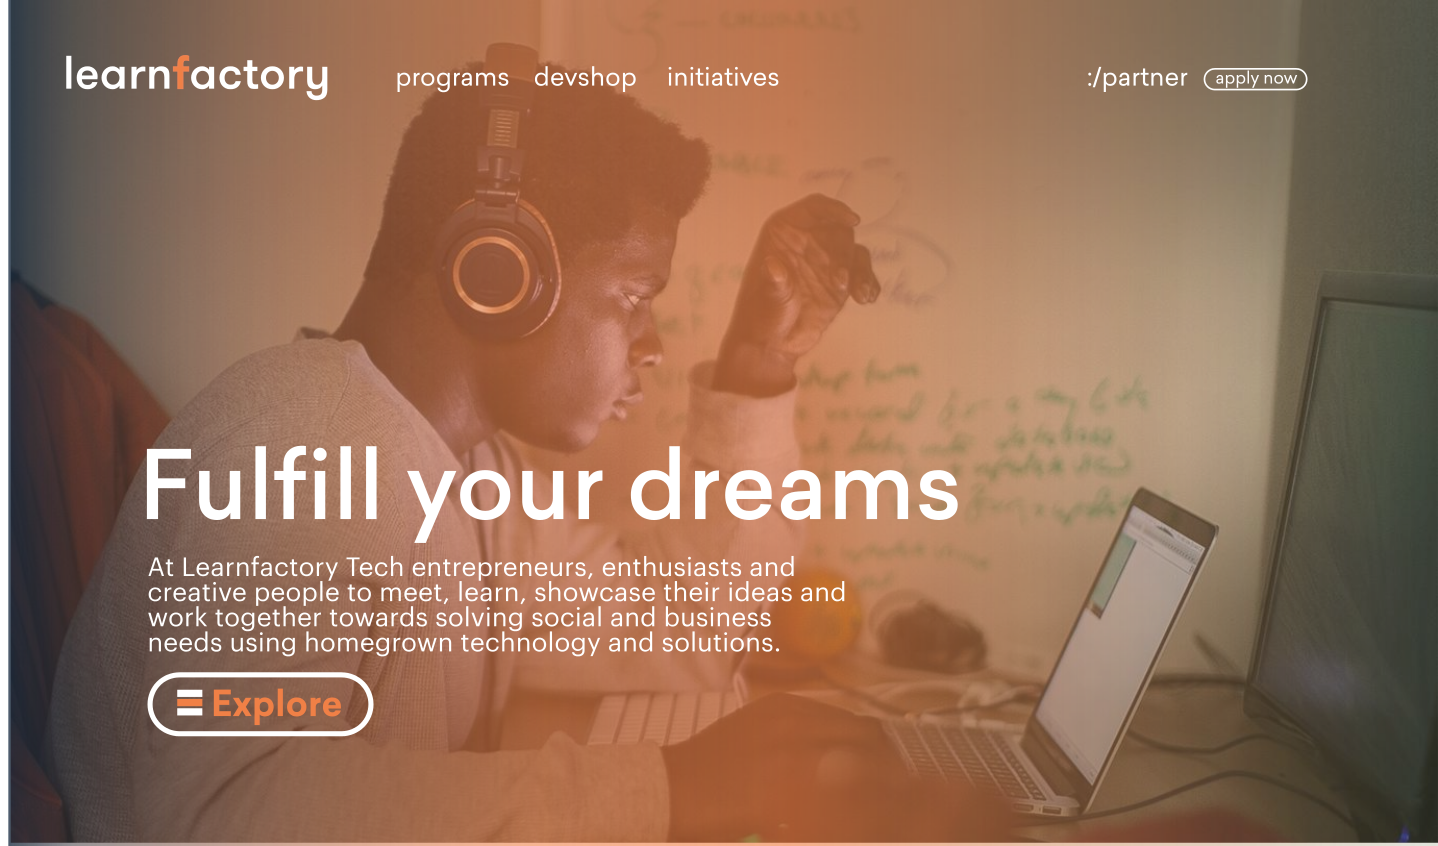 learnfactory
programs devshop initiatives
:/partner apply now
Fulfill your dreams
At Learnfactory Tech entrepreneurs, enthusiasts and
creative people to meet, learn, showcase their ideas and
work together towards solving social and business
needs using homegrown technology and solutions.
Explore